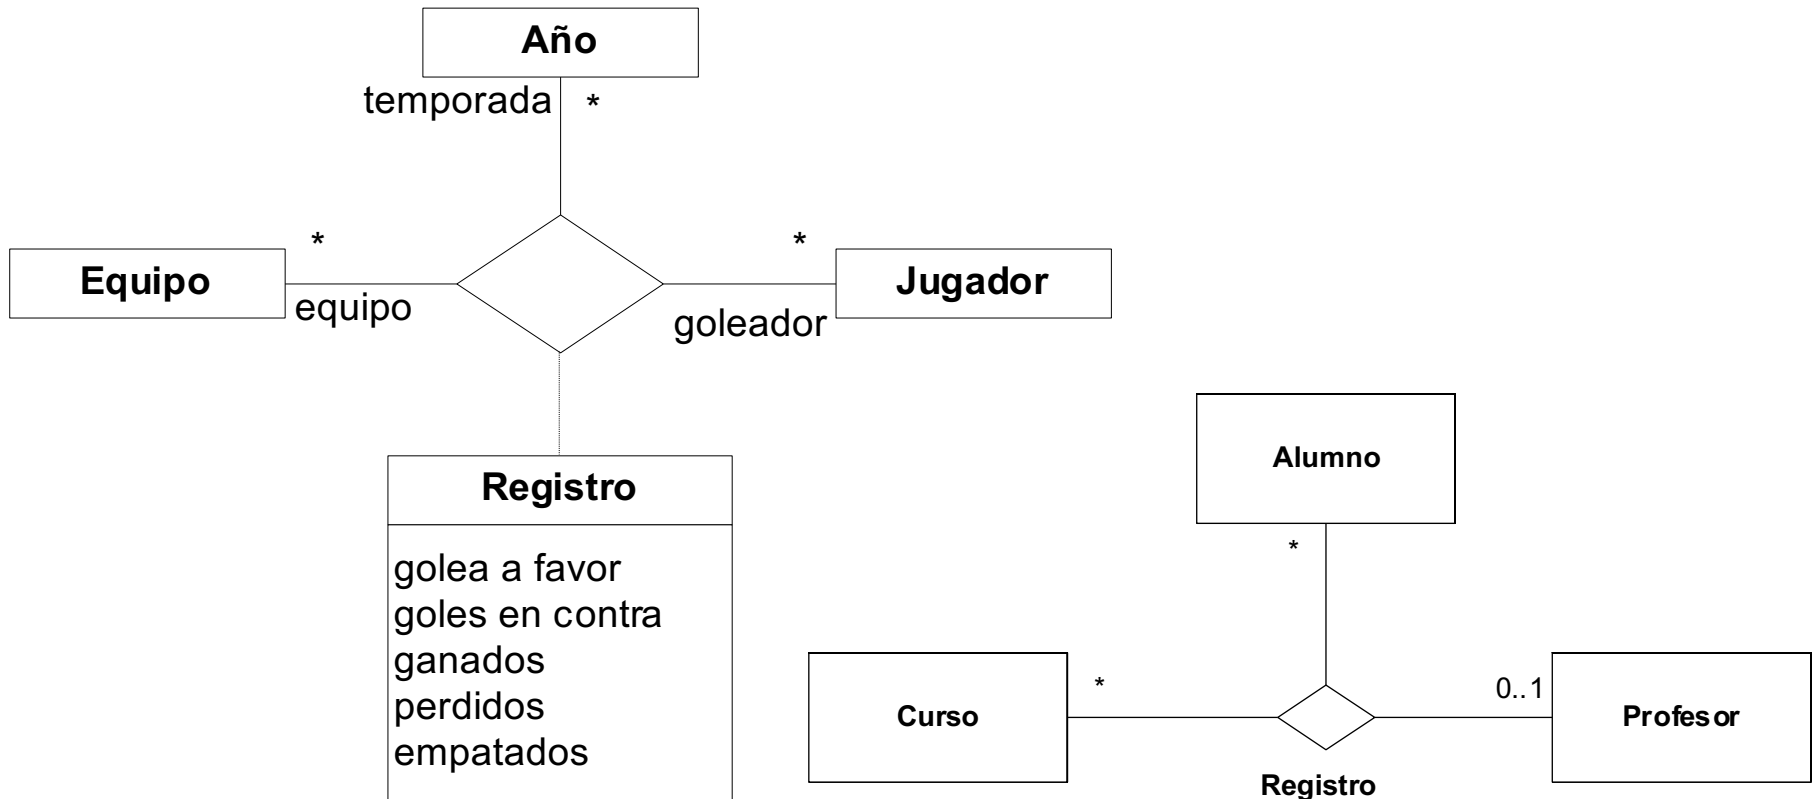 Año
temporada *
* *
Equipo Jugador
equipo goleador
Registro
golea a favor
goles en contra
ganados
perdidos
empatados
Alumno
*
* 0..1
Curso Profesor
Registro